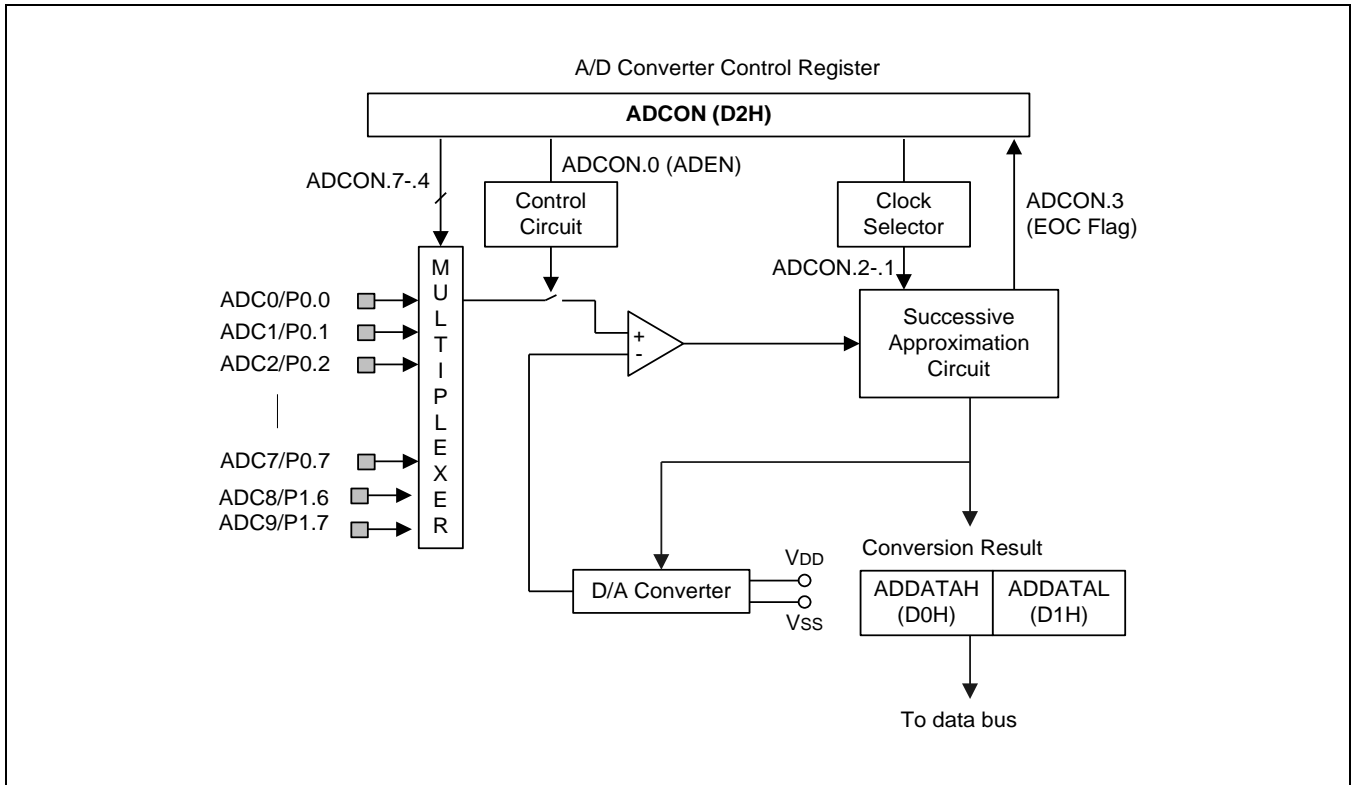 A/D Converter Control Register
ADCON (D2H)
ADCON.7-.4
ADCON.0 (ADEN)
Control
Circuit
Clock
Selector
ADCON.3
(EOC Flag)
ADCON.2-.1
MULTIPLEXER
ADC0/P0.0
ADC1/P0.1
ADC2/P0.2
ADC7/P0.7
ADC8/P1.6
ADC9/P1.7
+
-
Successive
Approximation
Circuit
D/A Converter
VDD
VSS
Conversion Result
ADDATAH
(D0H)
ADDATAL
(D1H)
To data bus